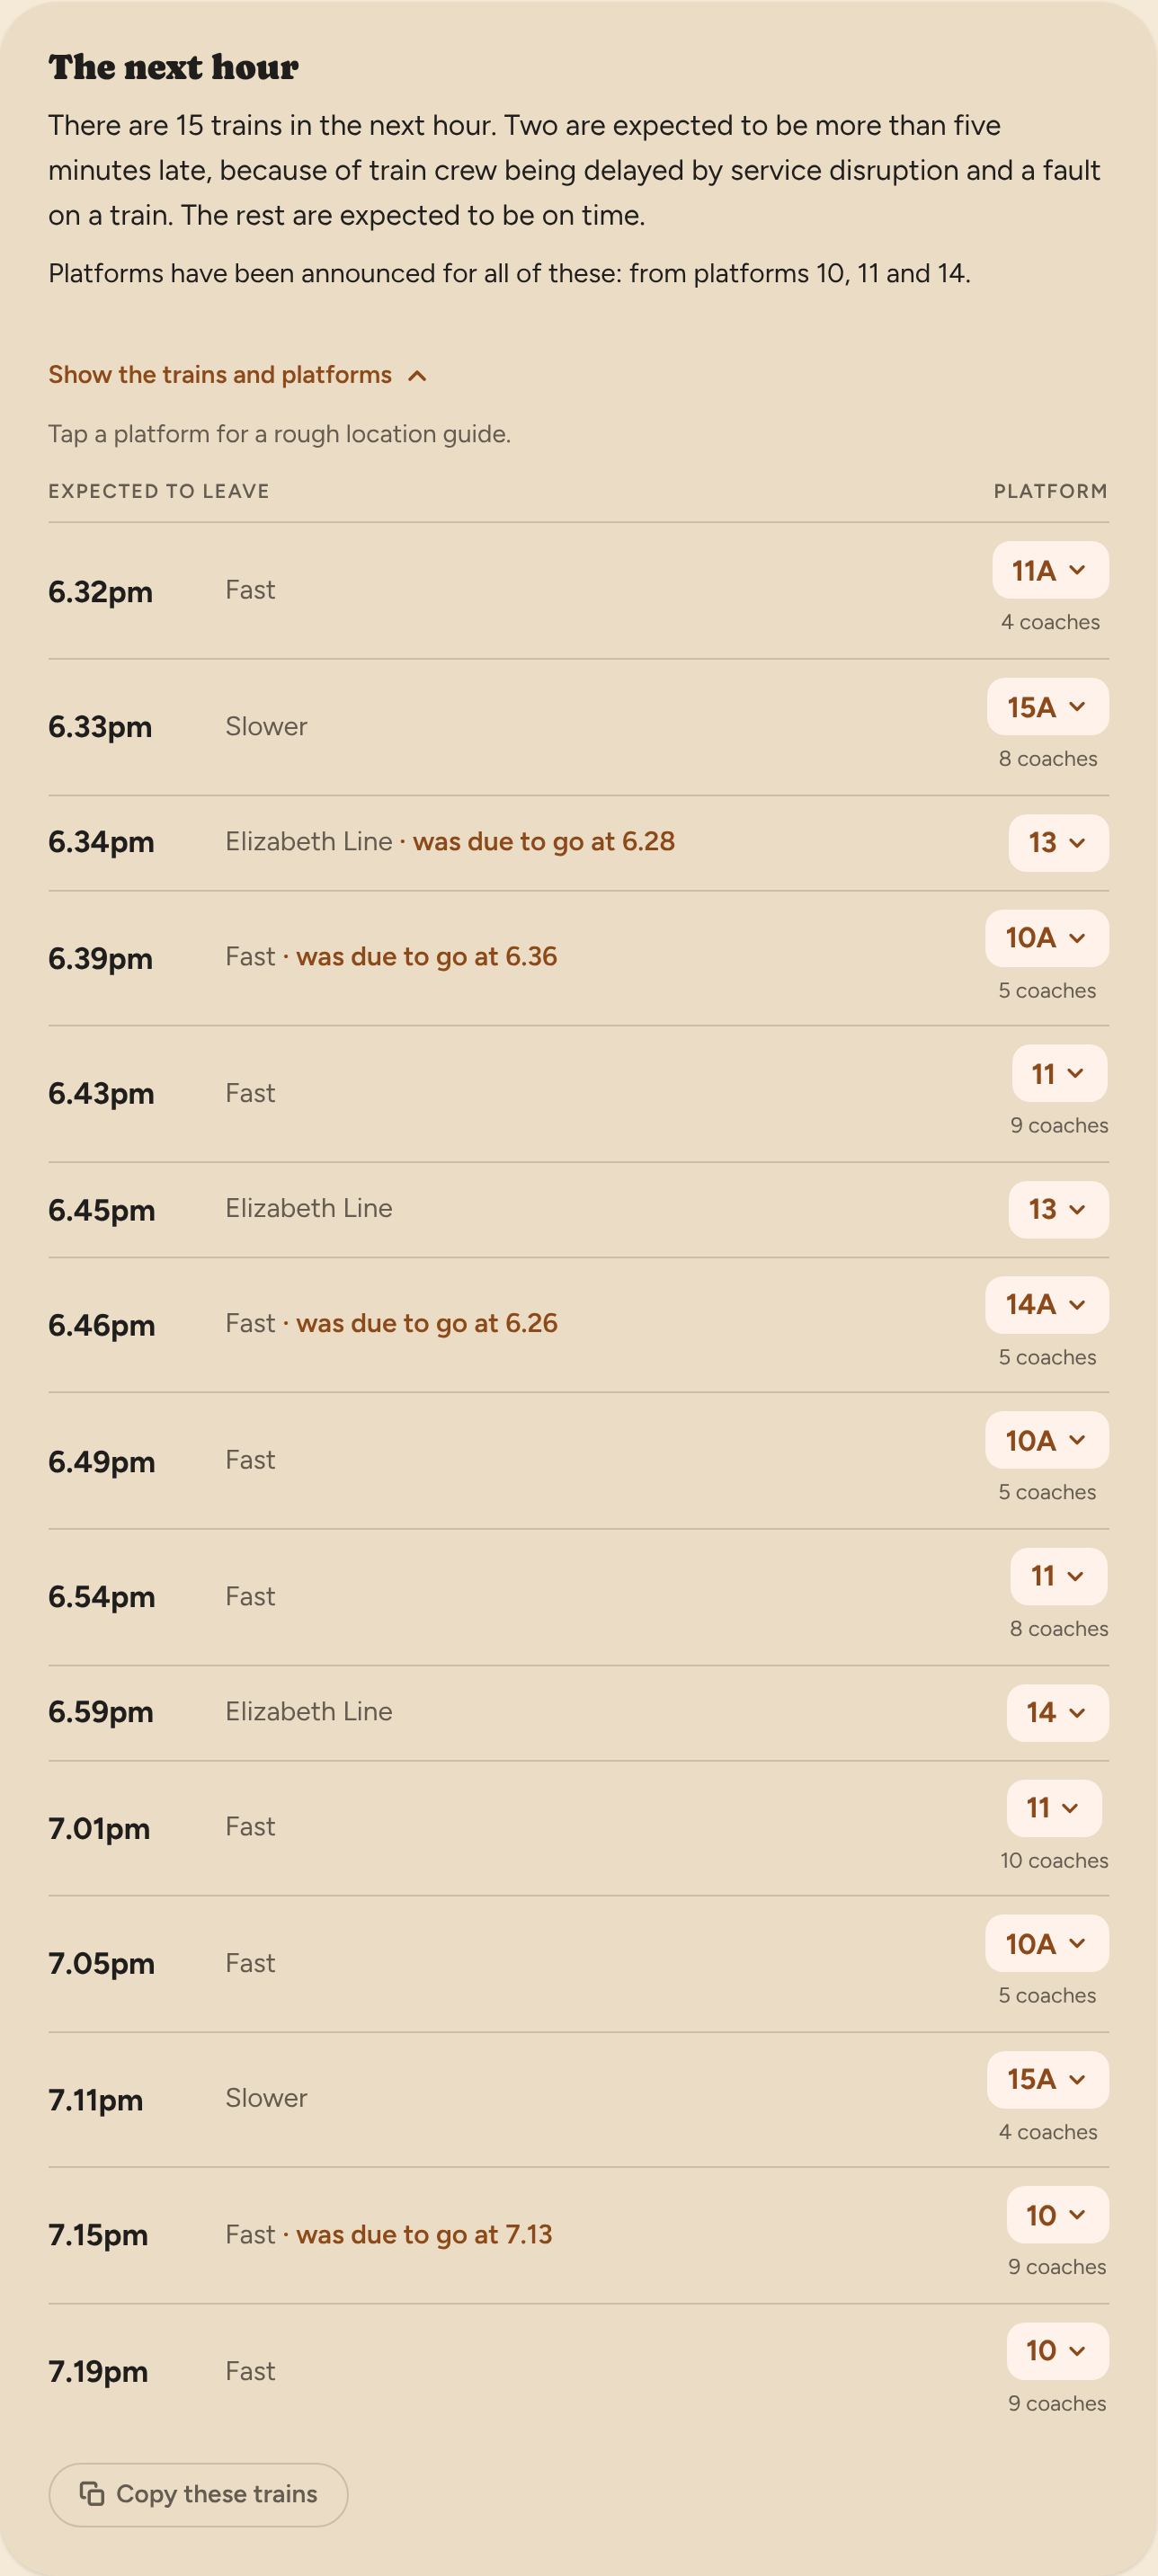 The next hour
There are 15 trains in the next hour. Two are expected to be more than five
minutes late, because of train crew being delayed by service disruption and a fault
on a train. The rest are expected to be on time.
Platforms have been announced for all of these: from platforms 10, 11 and 14.
Show the trains and platforms
Tap a platform for a rough location guide.
EXPECTED TO LEAVE PLATFORM
6.32pm Fast 11A
4 coaches
6.33pm Slower 15A
8 coaches
6.34pm Elizabeth Line · was due to go at 6.28 13
6.39pm Fast · was due to go at 6.36 10A
5 coaches
6.43pm Fast 11
9 coaches
6.45pm Elizabeth Line 13
6.46pm Fast · was due to go at 6.26 14A
5 coaches
6.49pm Fast 10A
5 coaches
6.54pm Fast 11
8 coaches
6.59pm Elizabeth Line 14
7.01pm Fast 11
10 coaches
7.05pm Fast 10A
5 coaches
7.11pm Slower 15A
4 coaches
7.15pm Fast · was due to go at 7.13 10
9 coaches
7.19pm Fast 10
9 coaches
Copy these trains